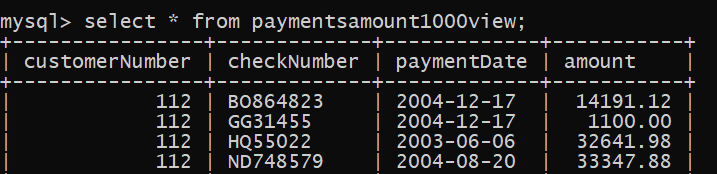 mysql> select * from paymentsamount1000view;
+----------------+-------------+-------------+-----------+
| customerNumber | checkNumber | paymentDate | amount    |
+----------------+-------------+-------------+-----------+
|            112 | BO864823    | 2004-12-17  |  14191.12 |
|            112 | GG31455     | 2004-12-17  |   1100.00 |
|            112 | HQ55022     | 2003-06-06  |  32641.98 |
|            112 | ND748579    | 2004-08-20  |  33347.88 |